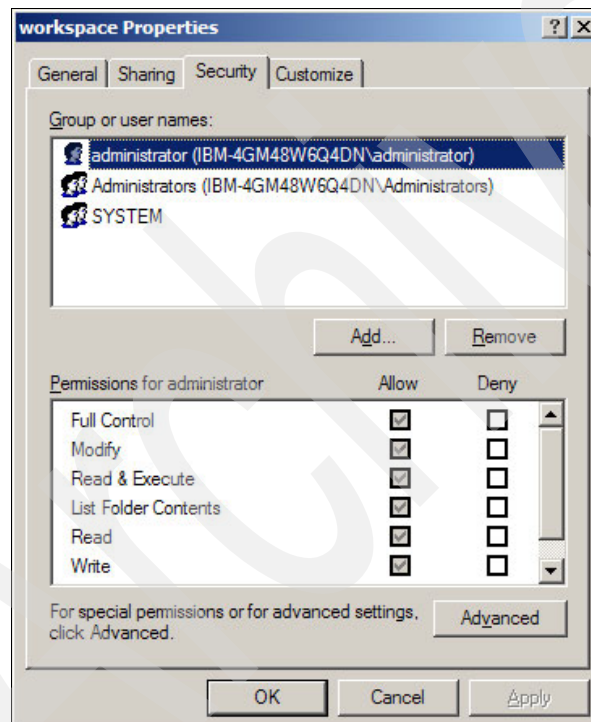 workspace Properties
General Sharing Security Customize
Group or user names:
administrator (IBM-4GM48W6Q4DN\administrator)
Administrators (IBM-4GM48W6Q4DN\Administrators)
SYSTEM
Add... Remove
Permissions for administrator Allow Deny
Full Control
Modify
Read & Execute
List Folder Contents
Read
Write
For special permissions or for advanced settings,
click Advanced.
Advanced
OK Cancel Apply